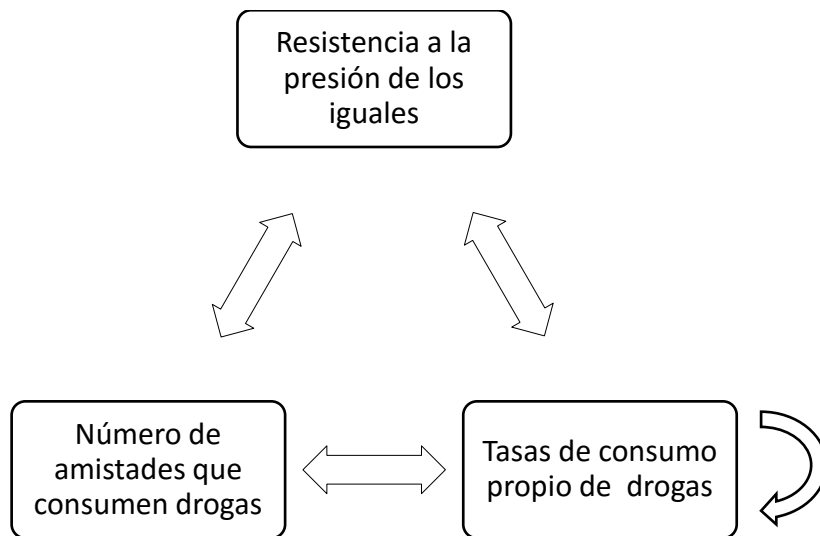 Resistencia a la
presión de los
iguales
Número de
amistades que
consumen drogas
Tasas de consumo
propio de  drogas